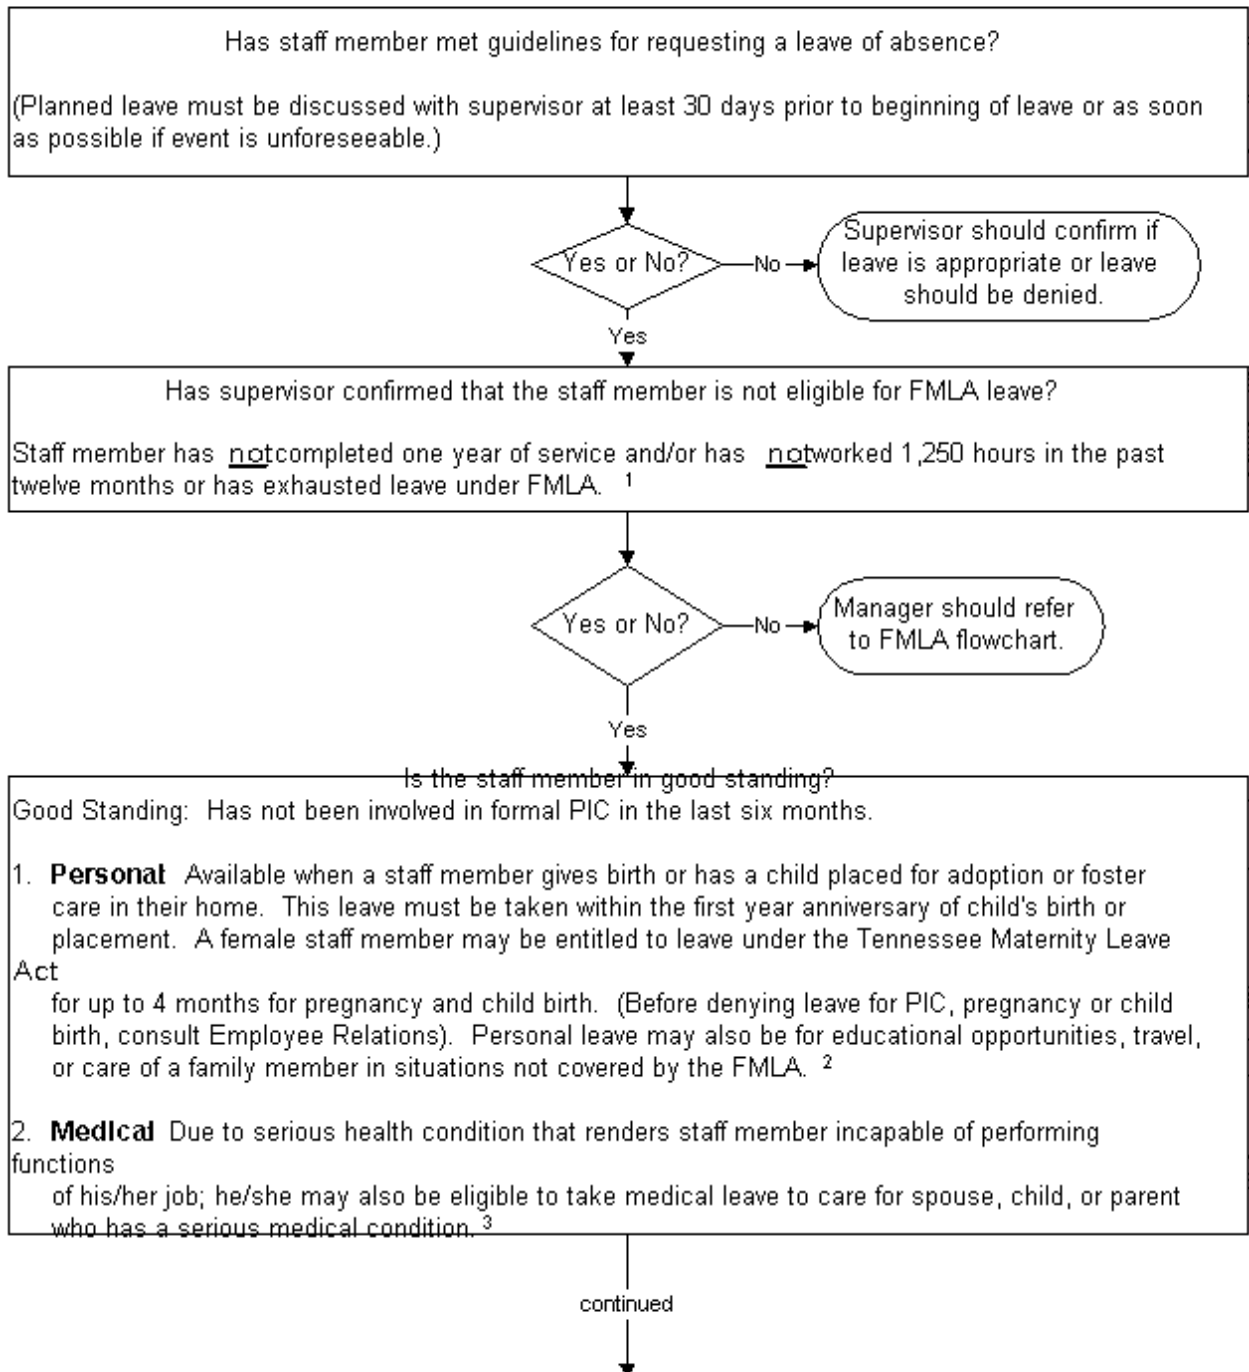 Has staff member met guidelines for requesting a leave of absence?
(Planned leave must be discussed with supervisor at least 30 days prior to beginning of leave or as soon
as possible if event is unforeseeable.)
Yes or No?
No
Supervisor should confirm if
leave is appropriate or leave
should be denied.
Yes
Has supervisor confirmed that the staff member is not eligible for FMLA leave?
Staff member has notcompleted one year of service and/or has notworked 1,250 hours in the past
twelve months or has exhausted leave under FMLA. 1
Yes or No?
No
Manager should refer
to FMLA flowchart.
Yes
Is the staff member in good standing?
Good Standing: Has not been involved in formal PIC in the last six months.
1. Personal Available when a staff member gives birth or has a child placed for adoption or foster
care in their home. This leave must be taken within the first year anniversary of child's birth or
placement. A female staff member may be entitled to leave under the Tennessee Maternity Leave
Act
for up to 4 months for pregnancy and child birth. (Before denying leave for PIC, pregnancy or child
birth, consult Employee Relations). Personal leave may also be for educational opportunities, travel,
or care of a family member in situations not covered by the FMLA. 2
2. Medical Due to serious health condition that renders staff member incapable of performing
functions
of his/her job; he/she may also be eligible to take medical leave to care for spouse, child, or parent
who has a serious medical condition. 3
continued